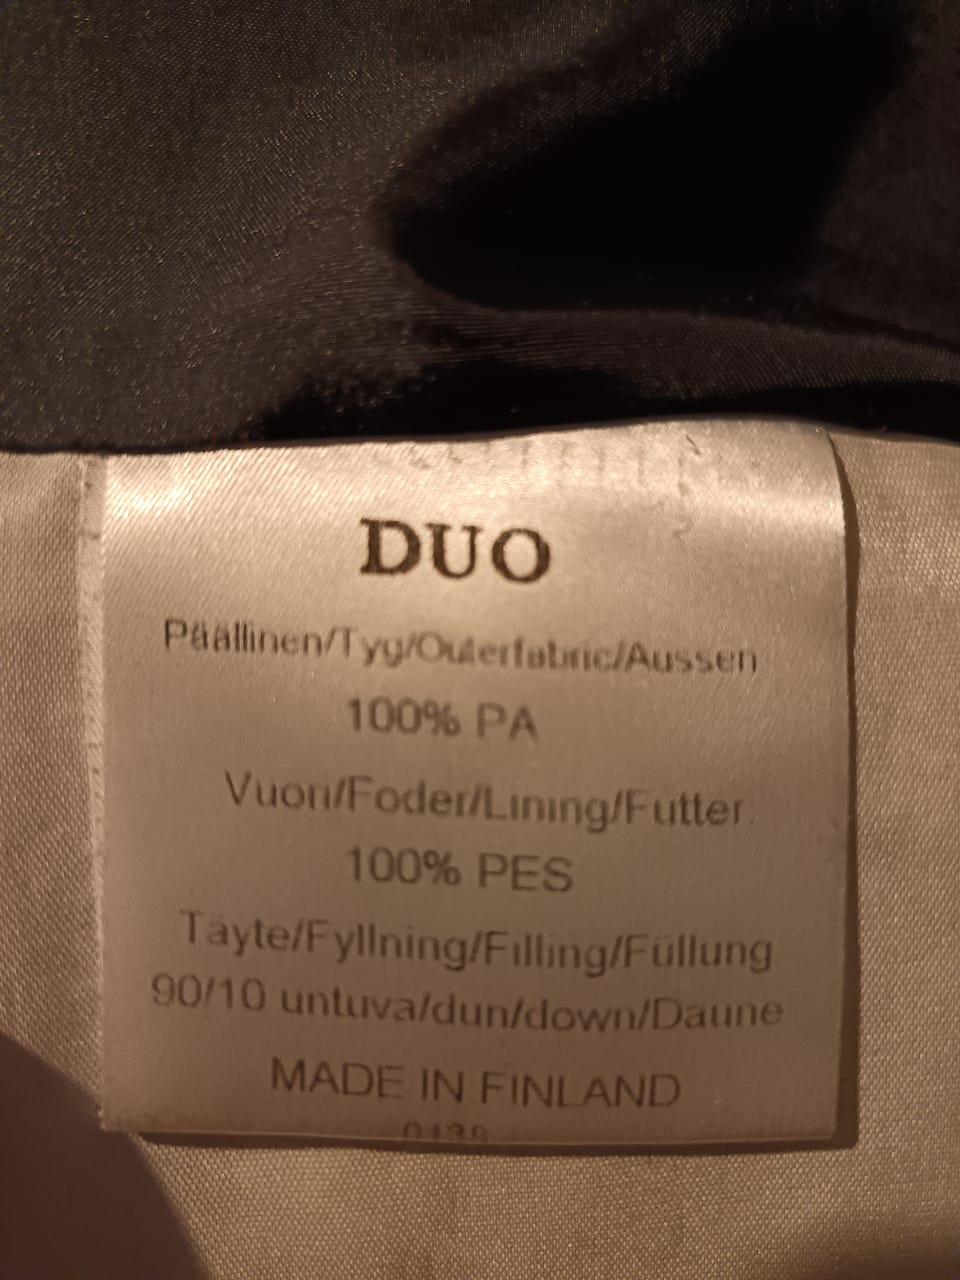 DUO
Päällinen/Tyg/Outerfabric/Aussen
100% PA
Vuori/Foder/Lining/Futter
100% PES
Täyte/Fyllning/Filling/Füllung
90/10 untuva/dun/down/Daune
MADE IN FINLAND